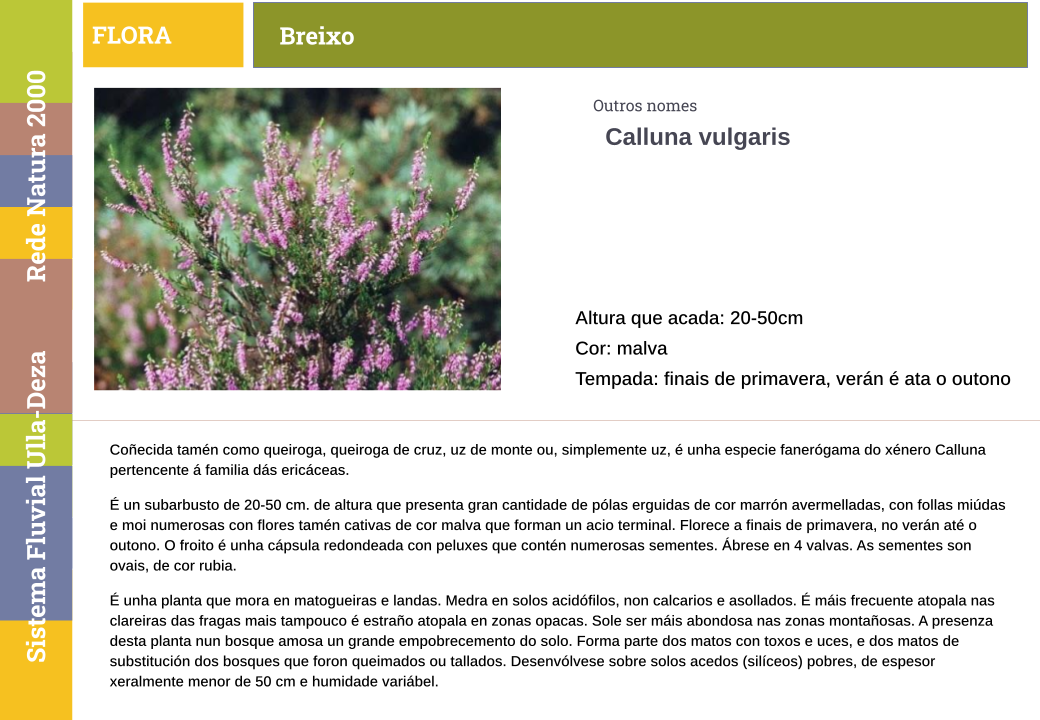 FLORA
Breixo
Rede Natura 2000
Sistema Fluvial Ulla-Deza
Outros nomes
Calluna vulgaris
Altura que acada: 20-50cm
Cor: malva
Tempada: finais de primavera, verán é ata o outono
Coñecida tamén como queiroga, queiroga de cruz, uz de monte ou, simplemente uz, é unha especie fanerógama do xénero Calluna
pertencente á familia dás ericáceas.
É un subarbusto de 20-50 cm. de altura que presenta gran cantidade de pólas erguidas de cor marrón avermelladas, con follas miúdas
e moi numerosas con flores tamén cativas de cor malva que forman un acio terminal. Florece a finais de primavera, no verán até o
outono. O froito é unha cápsula redondeada con peluxes que contén numerosas sementes. Ábrese en 4 valvas. As sementes son
ovais, de cor rubia.
É unha planta que mora en matogueiras e landas. Medra en solos acidófilos, non calcarios e asollados. É máis frecuente atopala nas
clareiras das fragas mais tampouco é estraño atopala en zonas opacas. Sole ser máis abondosa nas zonas montañosas. A presenza
desta planta nun bosque amosa un grande empobrecemento do solo. Forma parte dos matos con toxos e uces, e dos matos de
substitución dos bosques que foron queimados ou tallados. Desenvólvese sobre solos acedos (silíceos) pobres, de espesor
xeralmente menor de 50 cm e humidade variábel.